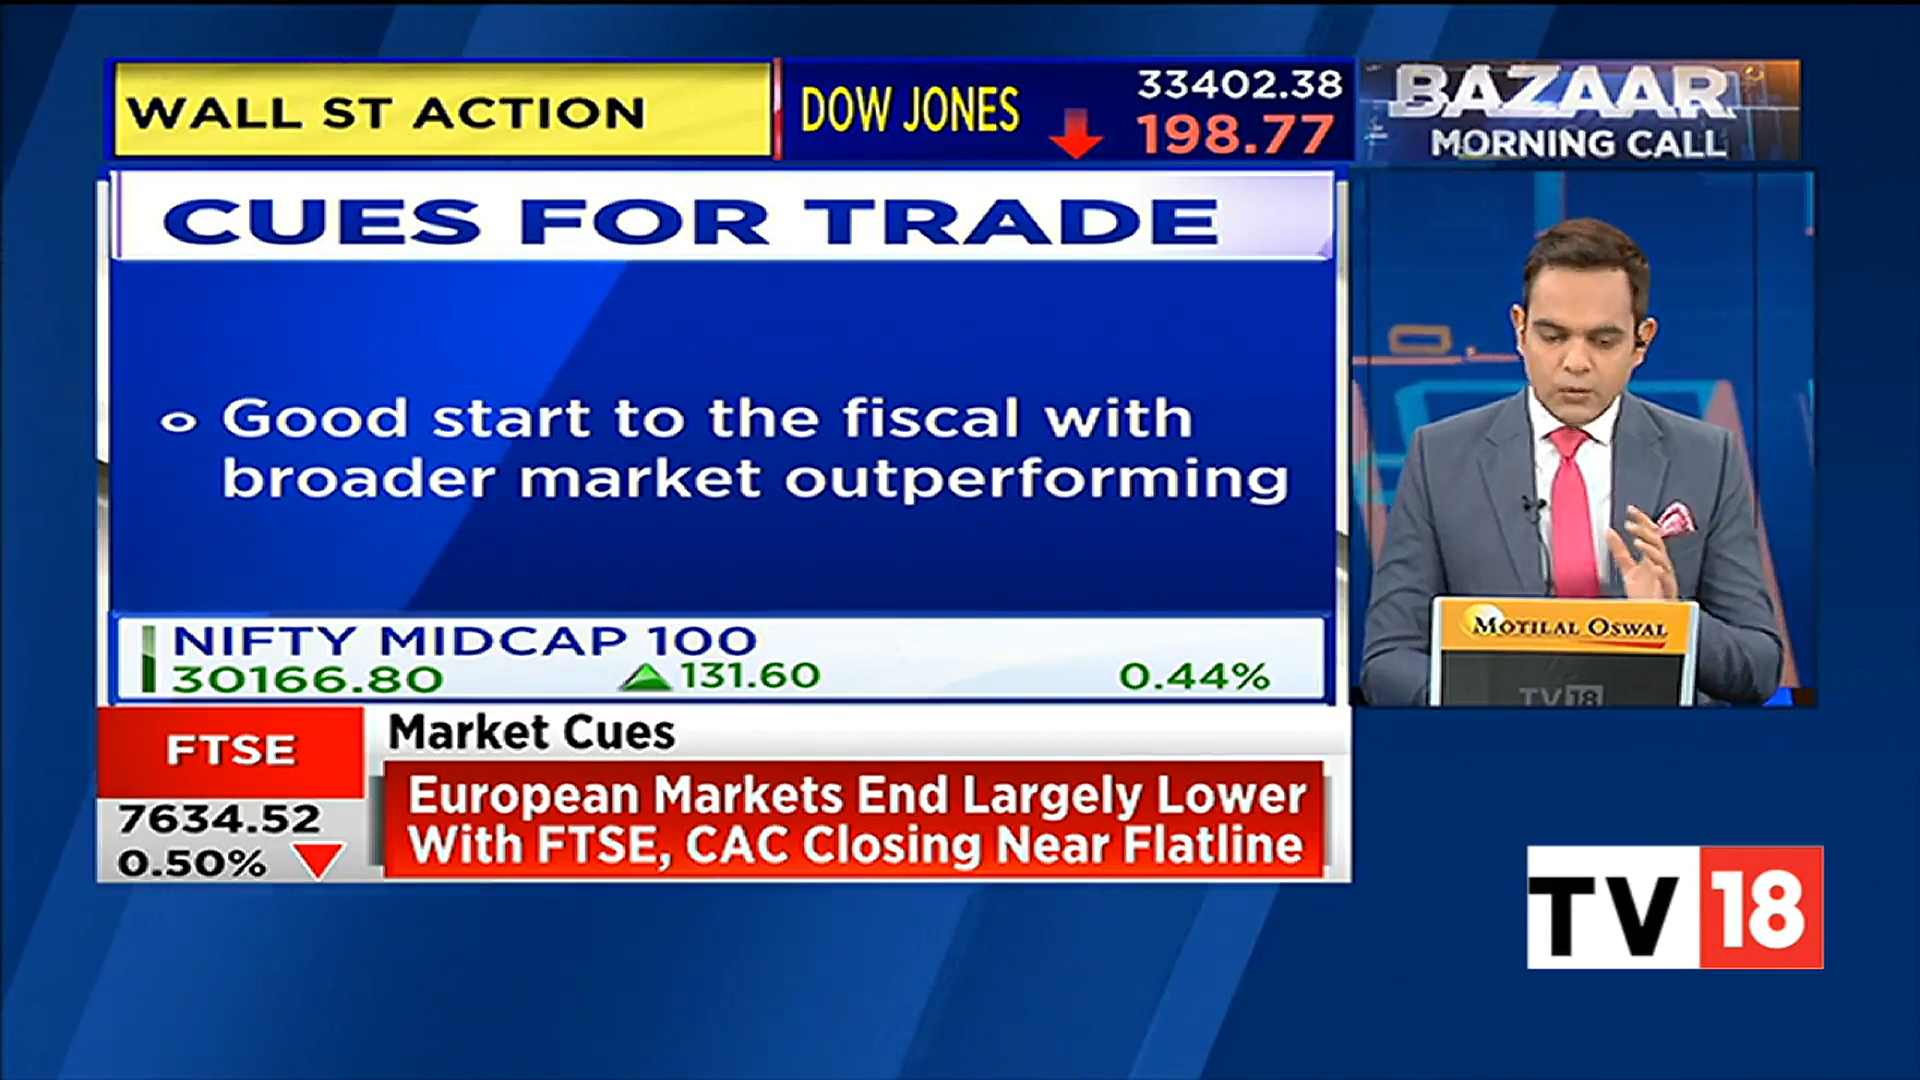 WALL ST ACTION
DOW JONES
33402.38
198.77
BAZAAR
MORNING CALL
CUES FOR TRADE
Good start to the fiscal with
broader market outperforming
NIFTY MIDCAP 100
30166.80 131.60 0.44%
MOTILAL OSWAL
TV18
FTSE
7634.52
0.50%
Market Cues
European Markets End Largely Lower
With FTSE, CAC Closing Near Flatline
TV18